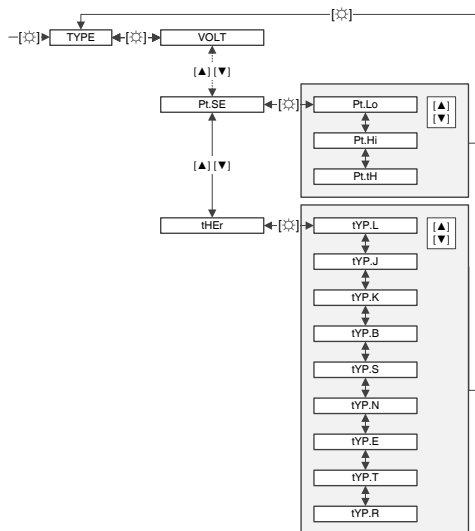 [☼]
[☼] TYPE [☼] VOLT
[▲] [▼]
Pt.SE [☼] Pt.Lo [▲]
[▼]
Pt.Hi
[▲] [▼]
Pt.tH
tHEr [☼] tYP.L [▲]
[▼]
tYP.J
tYP.K
tYP.B
tYP.S
tYP.N
tYP.E
tYP.T
tYP.R